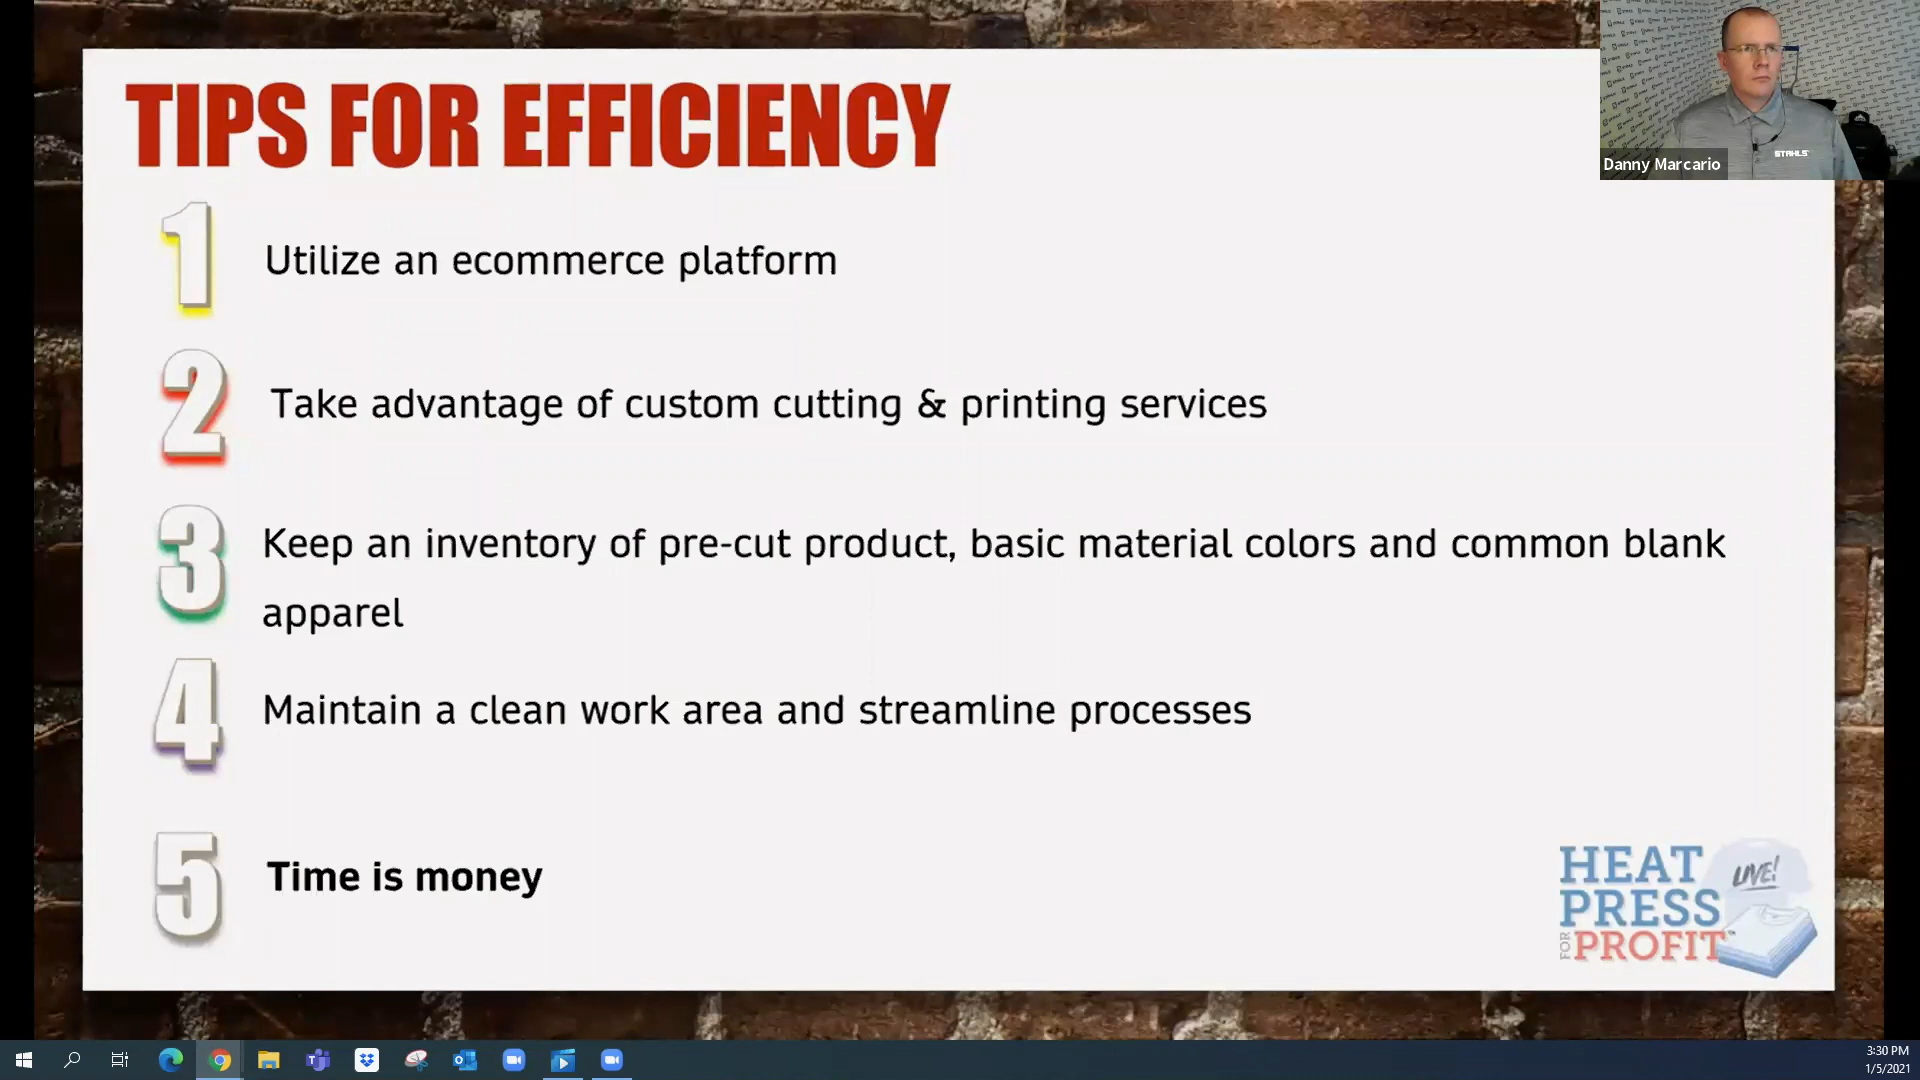 TIPS FOR EFFICIENCY
STAHLS'
Danny Marcario
1 Utilize an ecommerce platform
2 Take advantage of custom cutting & printing services
3 Keep an inventory of pre-cut product, basic material colors and common blank
apparel
4 Maintain a clean work area and streamline processes
5 Time is money
HEAT
LIVE!
PRESS
FOR PROFIT™
3:30 PM
1/5/2021